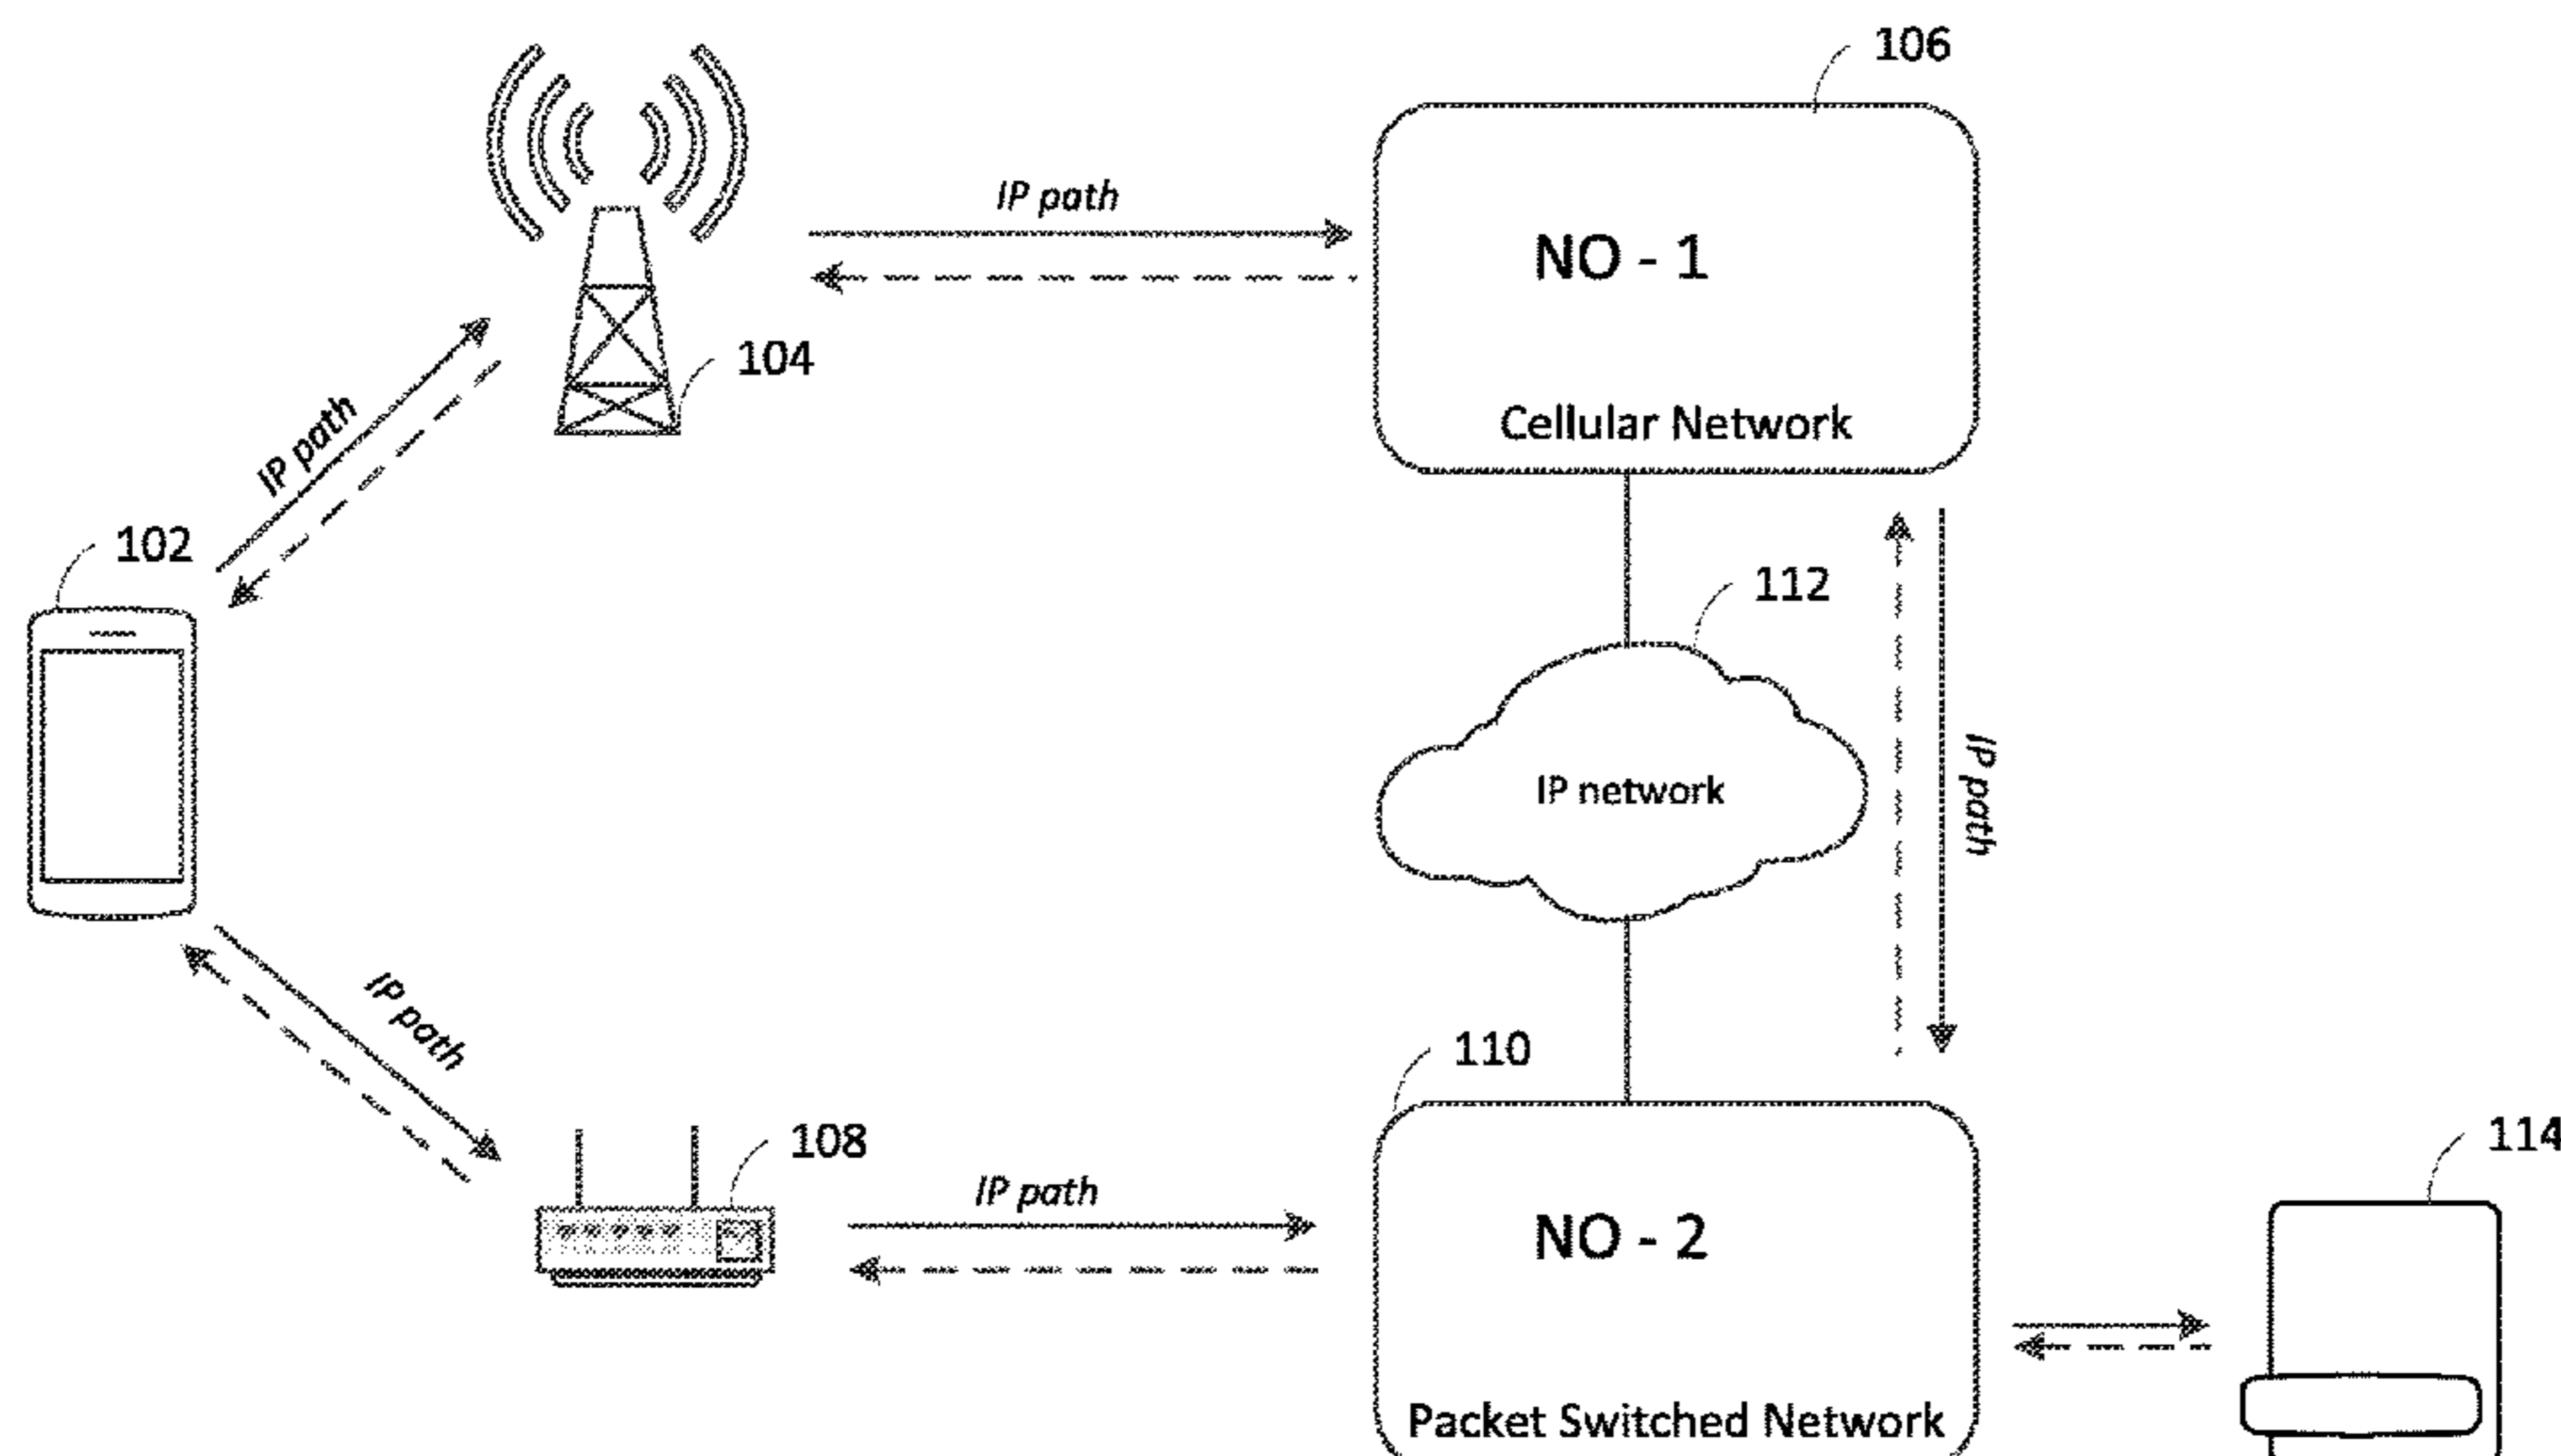 106
IP path
NO - 1
104
Cellular Network
IP path
102
112
IP path
IP network
IP path
110
108
114
IP path
NO - 2
Packet Switched Network